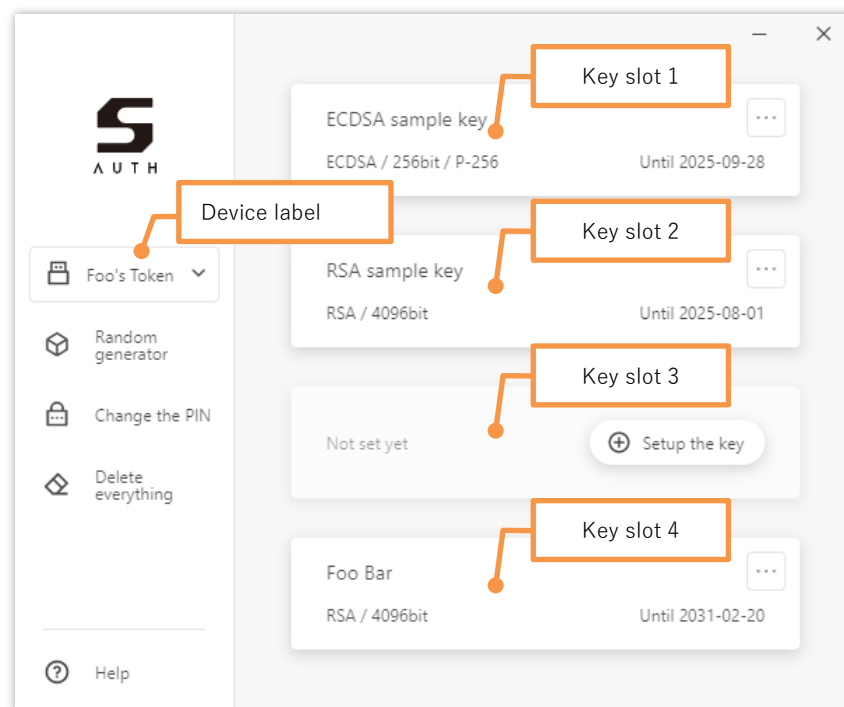 S
AUTH
Device label
Foo's Token
Random
generator
Change the PIN
Delete
everything
Help
Key slot 1
ECDSA sample key
ECDSA / 256bit / P-256
Until 2025-09-28
Key slot 2
RSA sample key
RSA / 4096bit
Until 2025-08-01
Key slot 3
Not set yet
Setup the key
Key slot 4
Foo Bar
RSA / 4096bit
Until 2031-02-20